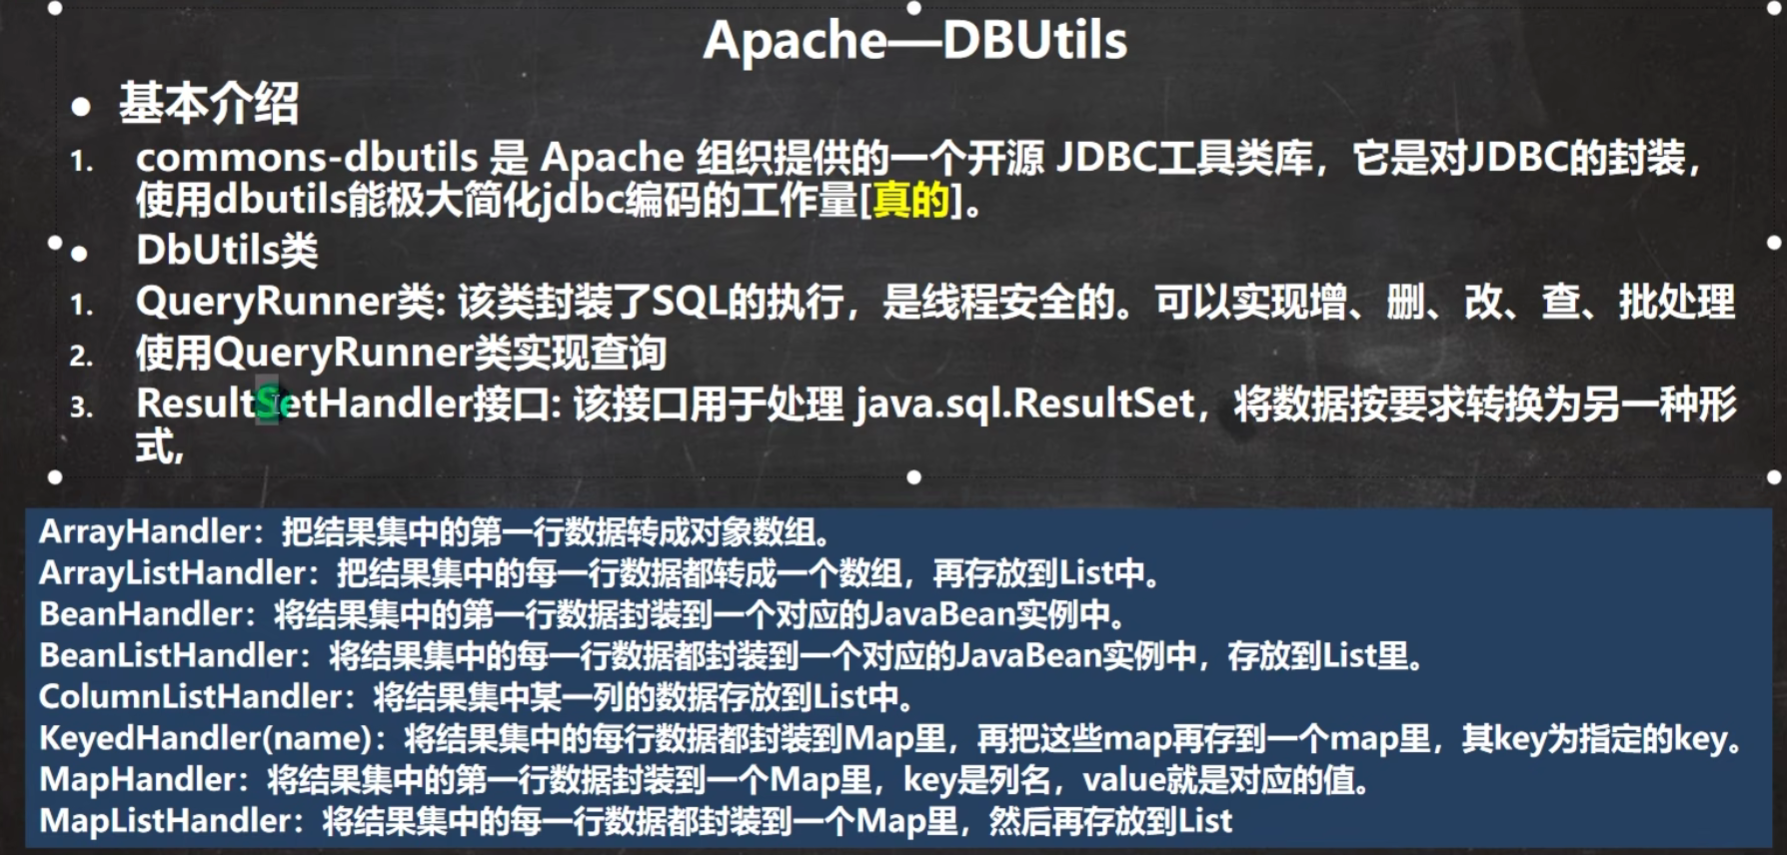 Apache—DBUtils
● 基本介绍
1. commons-dbutils 是 Apache 组织提供的一个开源 JDBC工具类库，它是对JDBC的封装，
使用dbutils能极大简化jdbc编码的工作量[真的]。
● DbUtils类
1. QueryRunner类: 该类封装了SQL的执行，是线程安全的。可以实现增、删、改、查、批处理
2. 使用QueryRunner类实现查询
3. ResultSetHandler接口: 该接口用于处理 java.sql.ResultSet，将数据按要求转换为另一种形
式,
ArrayHandler：把结果集中的第一行数据转成对象数组。
ArrayListHandler：把结果集中的每一行数据都转成一个数组，再存放到List中。
BeanHandler：将结果集中的第一行数据封装到一个对应的JavaBean实例中。
BeanListHandler：将结果集中的每一行数据都封装到一个对应的JavaBean实例中，存放到List里。
ColumnListHandler：将结果集中某一列的数据存放到List中。
KeyedHandler(name)：将结果集中的每行数据都封装到Map里，再把这些map再存到一个map里，其key为指定的key。
MapHandler：将结果集中的第一行数据封装到一个Map里，key是列名，value就是对应的值。
MapListHandler：将结果集中的每一行数据都封装到一个Map里，然后再存放到List